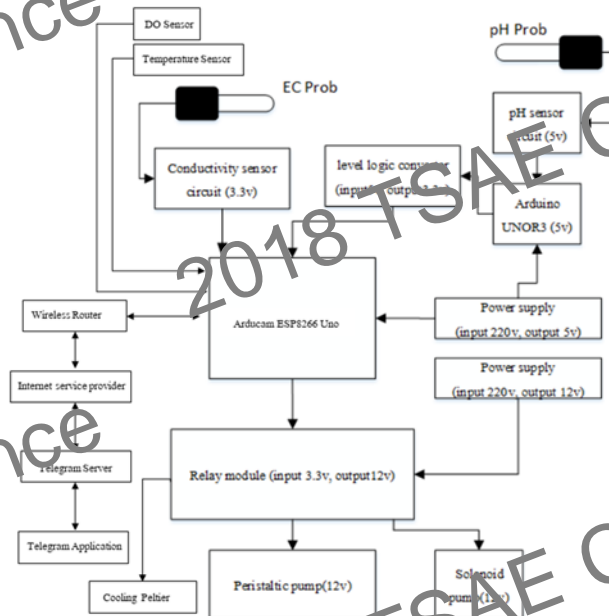 nce
DO Sensor
pH Prob
Temperature Sensor
EC Prob
pH sensor
(5v)
Conductivity sensor
circuit (3.3v)
level logic
Arduino
UNOR3 (5v)
2018 TSAE C
Wireless Router
Arducam ESP8266 Uno
Power supply
(input 220v, output 5v)
Internet service provider
Power supply
(input 220v, output 12v)
nce
Telegram Server
Relay module (input 3.3v, output12v)
Telegram Application
Cooling Peltier
Peristaltic pump(12v)
Solenoid
TSAE C